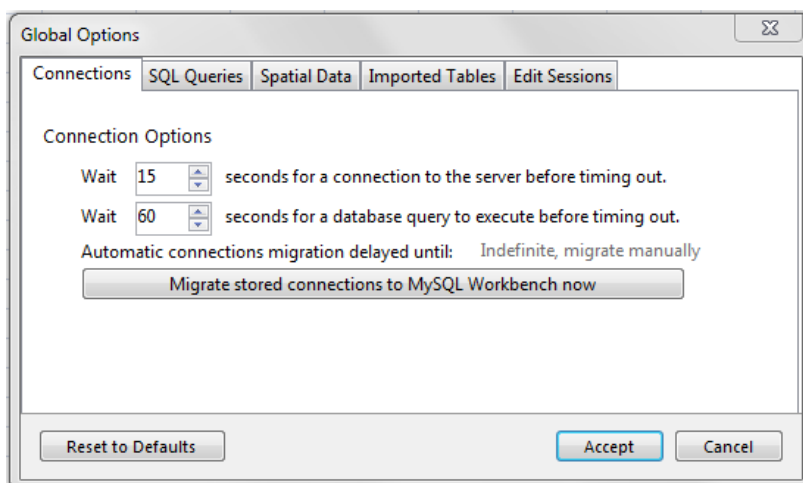 Global Options
Connections SQL Queries Spatial Data Imported Tables Edit Sessions
Connection Options
Wait 15 seconds for a connection to the server before timing out.
Wait 60 seconds for a database query to execute before timing out.
Automatic connections migration delayed until: Indefinite, migrate manually
Migrate stored connections to MySQL Workbench now
Reset to Defaults Accept Cancel